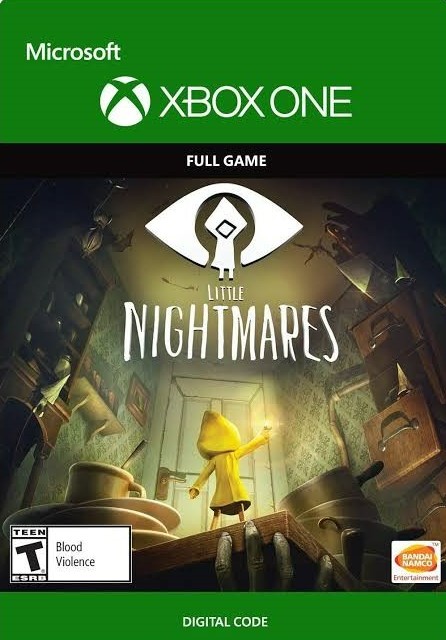 Microsoft
XBOX ONE
FULL GAME
LITTLE
NIGHTMARES
TEEN
T
ESRB
Blood
Violence
BANDAI
NAMCO
Entertainment
DIGITAL CODE